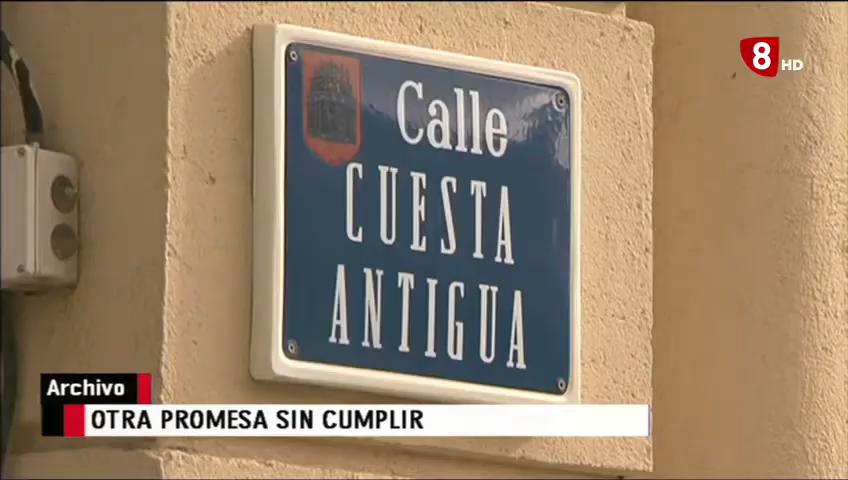 8 HD
Calle
CUESTA
ANTIGUA
Archivo
OTRA PROMESA SIN CUMPLIR